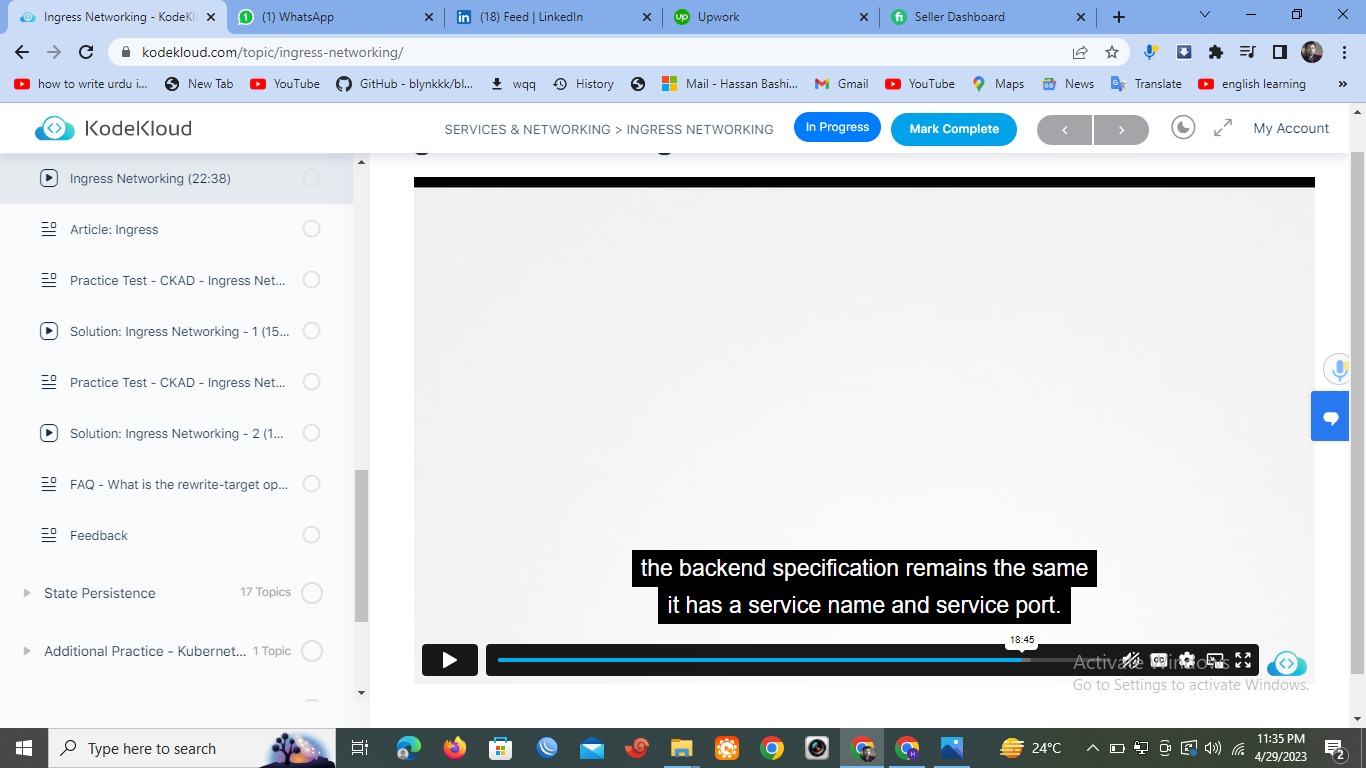 Ingress Networking - KodeKl
(1) WhatsApp
(18) Feed | LinkedIn
Upwork
Seller Dashboard
kodekloud.com/topic/ingress-networking/
how to write urdu i...
New Tab
YouTube
GitHub - blynkkk/bl...
wqq
History
Mail - Hassan Bashi...
Gmail
YouTube
Maps
News
Translate
english learning
»
KodeKloud
SERVICES & NETWORKING > INGRESS NETWORKING
In Progress
Mark Complete
My Account
Ingress Networking (22:38)
Article: Ingress
Practice Test - CKAD - Ingress Net...
Solution: Ingress Networking - 1 (15...
Practice Test - CKAD - Ingress Net...
Solution: Ingress Networking - 2 (1...
FAQ - What is the rewrite-target op...
Feedback
State Persistence
17 Topics
Additional Practice - Kubernet...
1 Topic
the backend specification remains the same
it has a service name and service port.
18:45
CC
Activate Windows
Go to Settings to activate Windows.
Type here to search
24°C
11:35 PM
4/29/2023
2